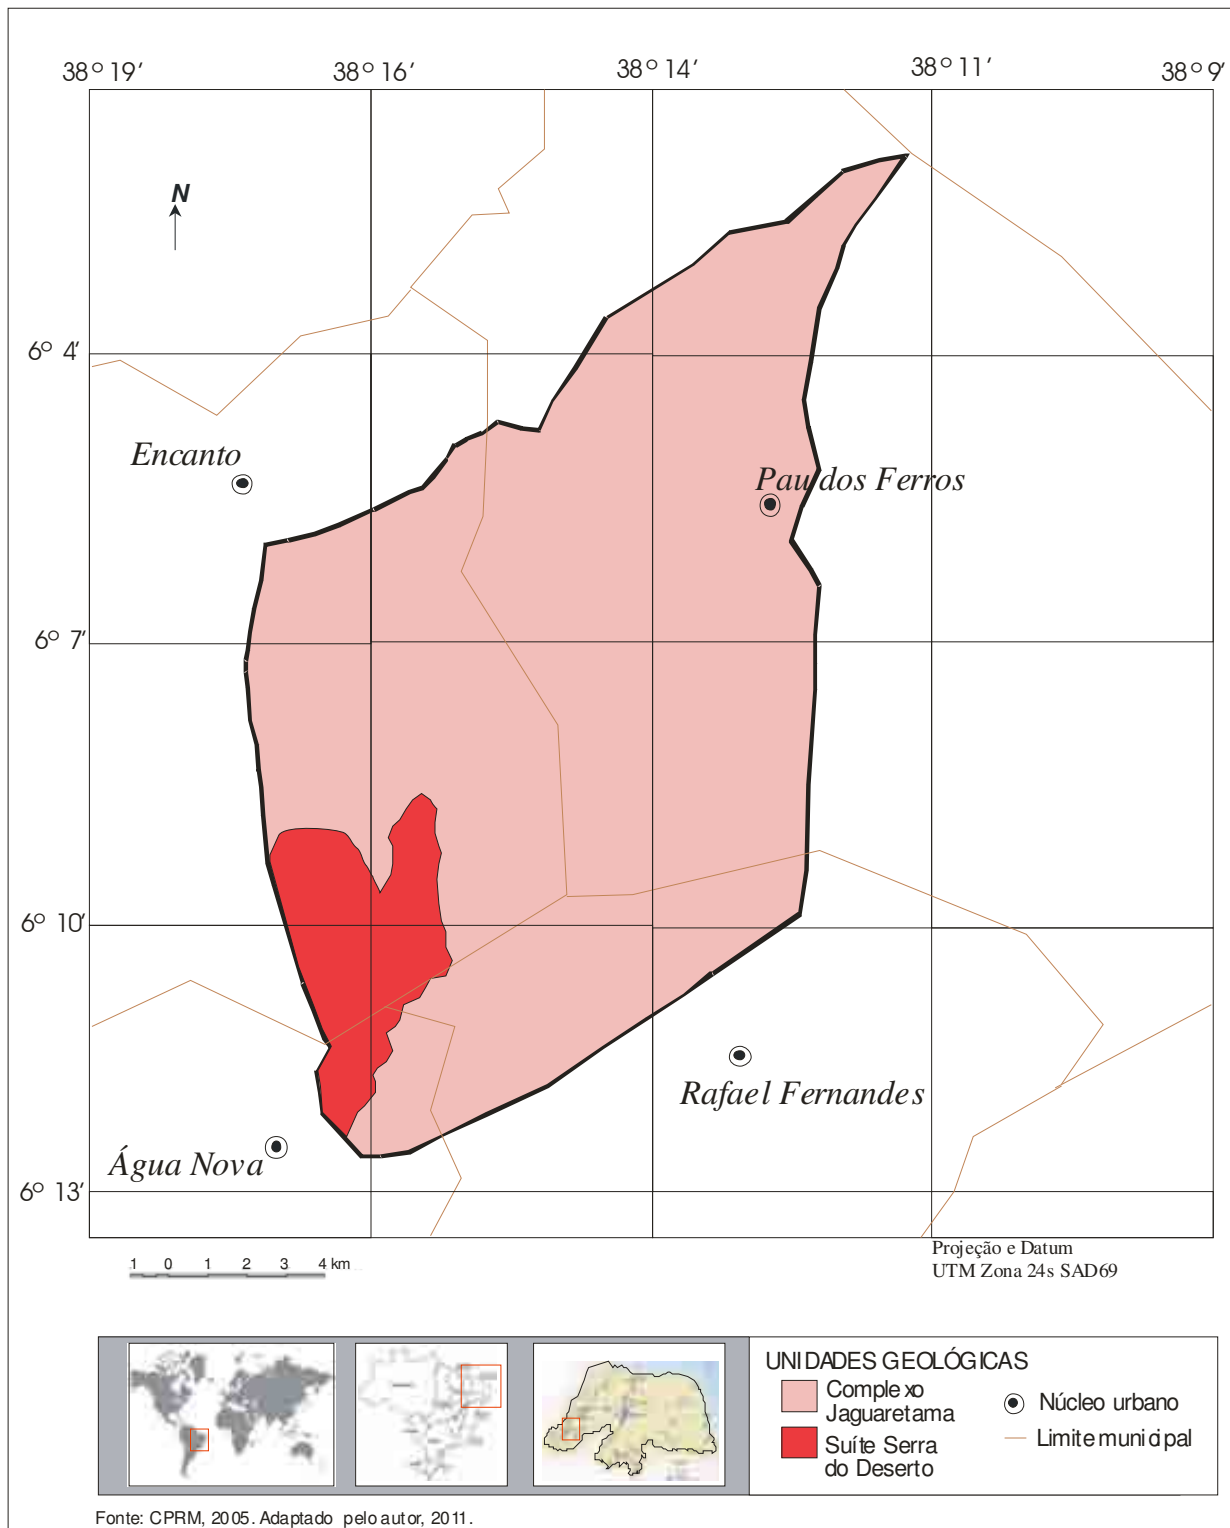 38° 19′ 38° 16′ 38° 14′ 38° 11′ 38° 9′
N
6° 4′
Encanto
Pau dos Ferros
6° 7′
6° 10′
Rafael Fernandes
Água Nova
6° 13′
Projeção e Datum
UTM Zona 24s SAD69
1 0 1 2 3 4 km
UNIDADES GEOLÓGICAS
Complexo
Jaguaretama
Núcleo urbano
Suíte Serra
do Deserto
Limite municipal
Fonte: CPRM, 2005. Adaptado pelo autor, 2011.